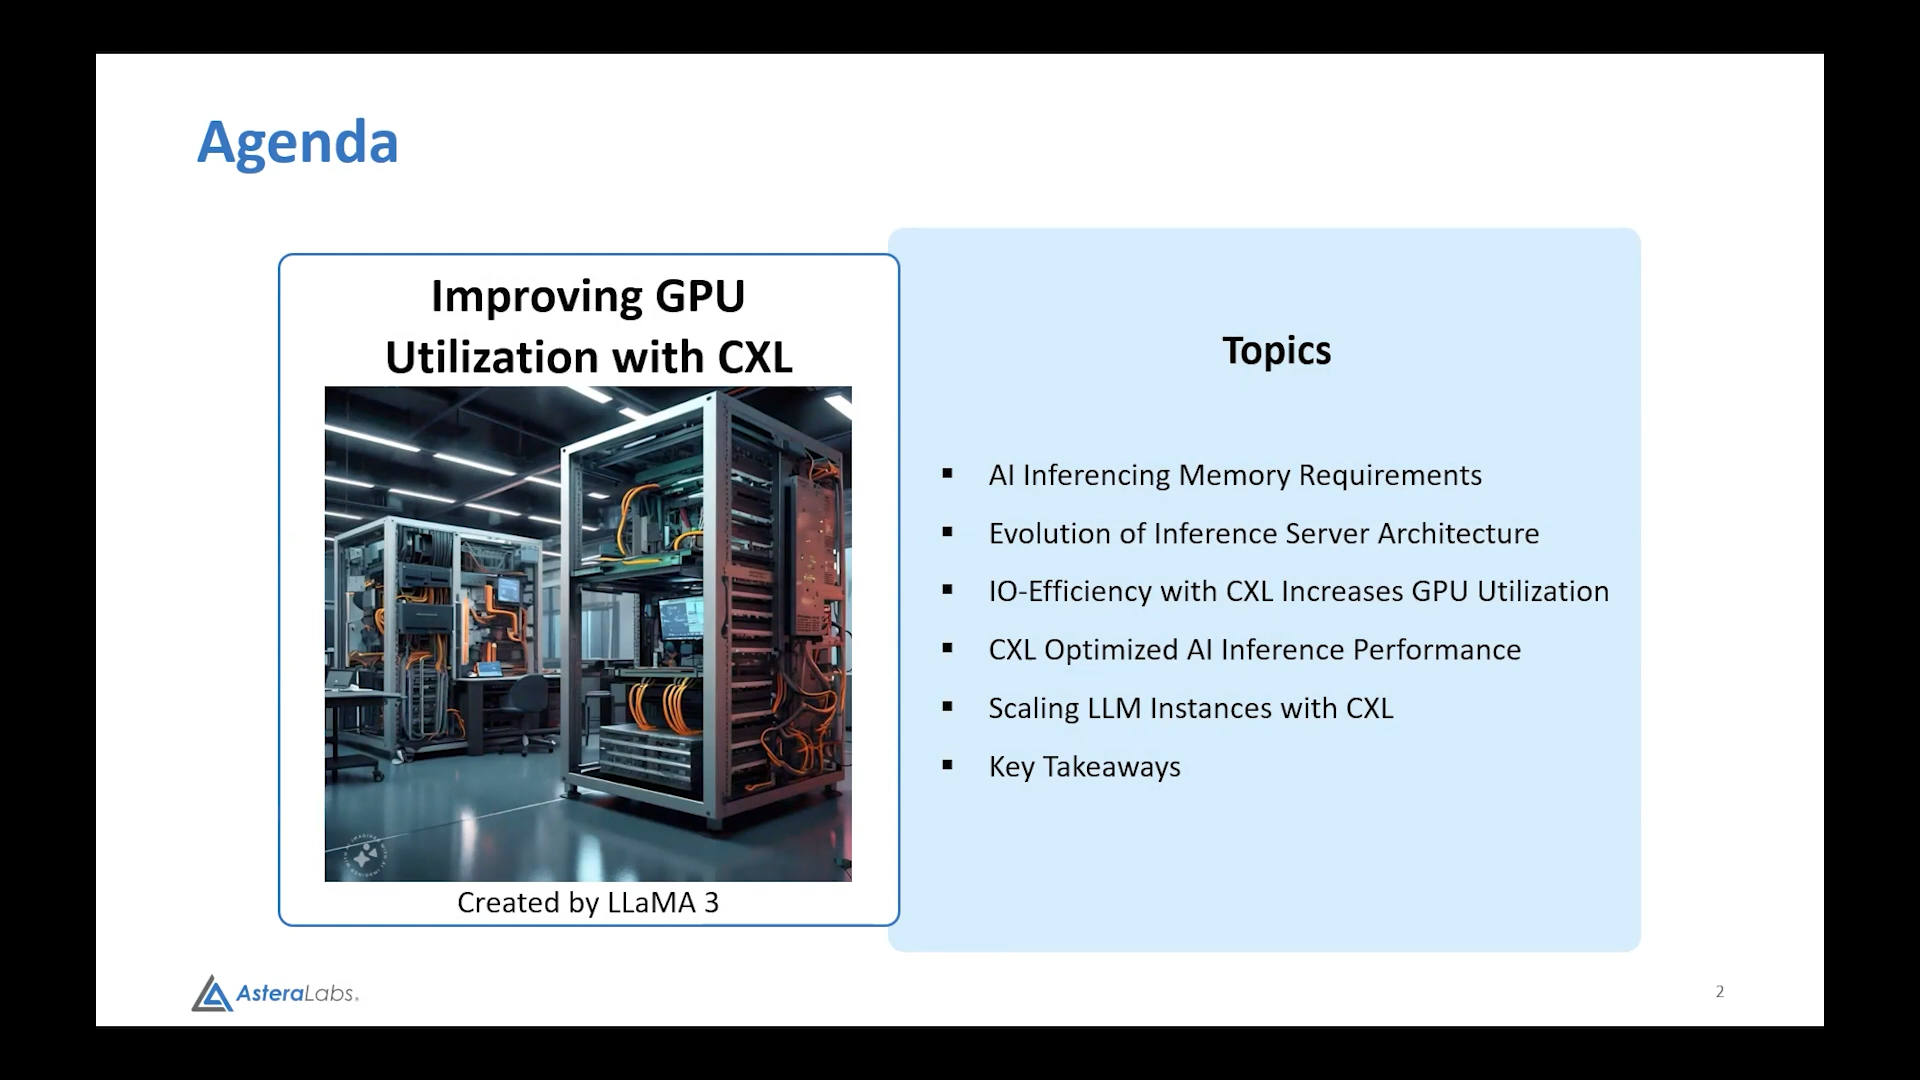 Agenda
Improving GPU
Utilization with CXL
Created by LLaMA 3
Topics
▪ AI Inferencing Memory Requirements
▪ Evolution of Inference Server Architecture
▪ IO-Efficiency with CXL Increases GPU Utilization
▪ CXL Optimized AI Inference Performance
▪ Scaling LLM Instances with CXL
▪ Key Takeaways
AsteraLabs.
2